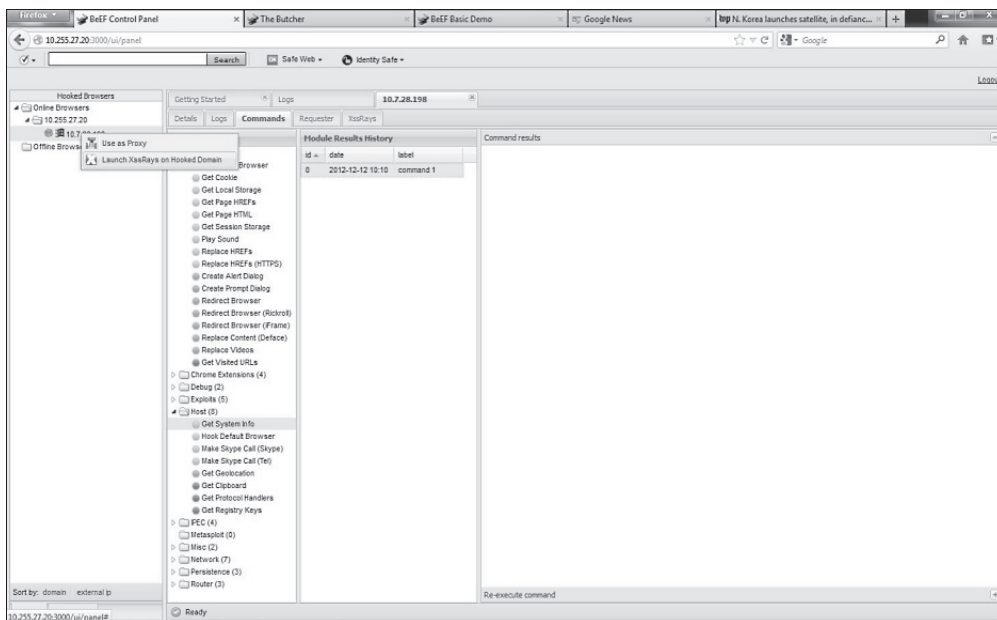 Firefox
BeEF Control Panel
The Butcher
BeEF Basic Demo
Google News
N. Korea launches satellite, in defianc...
10.255.27.20:3000/ui/panel
Google
Search
Safe Web
Identity Safe
Hooked Browsers
Online Browsers
10.255.27.20
Use as Proxy
Launch XssRays on Hooked Domain
Getting Started
Logs
10.7.28.198
Details
Logs
Commands
Requester
XssRays
Module Results History
id
date
label
0
2012-12-12 10:10
command 1
Command results
Browser
Get Cookie
Get Local Storage
Get Page HREFs
Get Page HTML
Get Session Storage
Play Sound
Replace HREFs
Replace HREFs (HTTPS)
Create Alert Dialog
Create Prompt Dialog
Redirect Browser
Redirect Browser (Rickroll)
Redirect Browser (iFrame)
Replace Content (Deface)
Replace Videos
Get Visited URLs
Chrome Extensions (4)
Debug (2)
Exploits (5)
Host (8)
Get System Info
Hook Default Browser
Make Skype Call (Skype)
Make Skype Call (Tel)
Get Geolocation
Get Clipboard
Get Protocol Handlers
Get Registry Keys
IPEC (4)
Metasploit (0)
Misc (2)
Network (7)
Persistence (3)
Router (3)
Sort by: domain external ip
Re-execute command
Ready
10.255.27.20:3000/ui/panel#